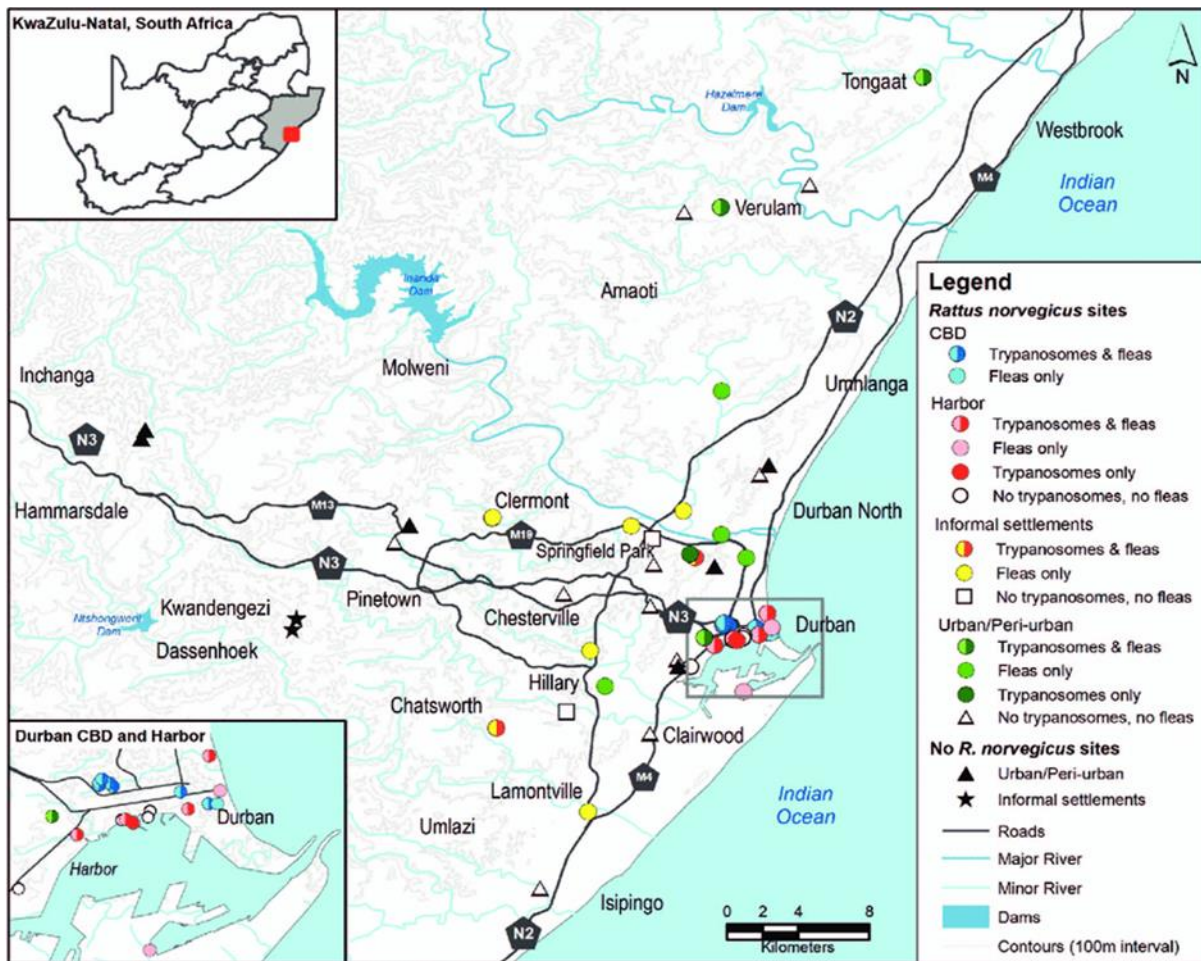 KwaZulu-Natal, South Africa
N
Tongaat
Hazelmere
Dam
Westbrook
M4
Indian
Ocean
Verulam
Inanda
Dam
Amaoti
N2
Molweni
Inchanga
Umhlanga
N3
Hammarsdale
M13
Clermont
M19
Durban North
Springfield Park
N3
Pinetown
Kwandengezi
Dassenhoek
Chesterville
N3
Durban
Hillary
Chatsworth
Clairwood
M4
Lamontville
Umlazi
Indian
Ocean
Isipingo
N2
0 2 4 8
Kilometers
Durban CBD and Harbor
Durban
Harbor
Legend
Rattus norvegicus sites
CBD
Trypanosomes & fleas
Fleas only
Harbor
Trypanosomes & fleas
Fleas only
Trypanosomes only
No trypanosomes, no fleas
Informal settlements
Trypanosomes & fleas
Fleas only
No trypanosomes, no fleas
Urban/Peri-urban
Trypanosomes & fleas
Fleas only
Trypanosomes only
No trypanosomes, no fleas
No R. norvegicus sites
Urban/Peri-urban
Informal settlements
Roads
Major River
Minor River
Dams
Contours (100m interval)